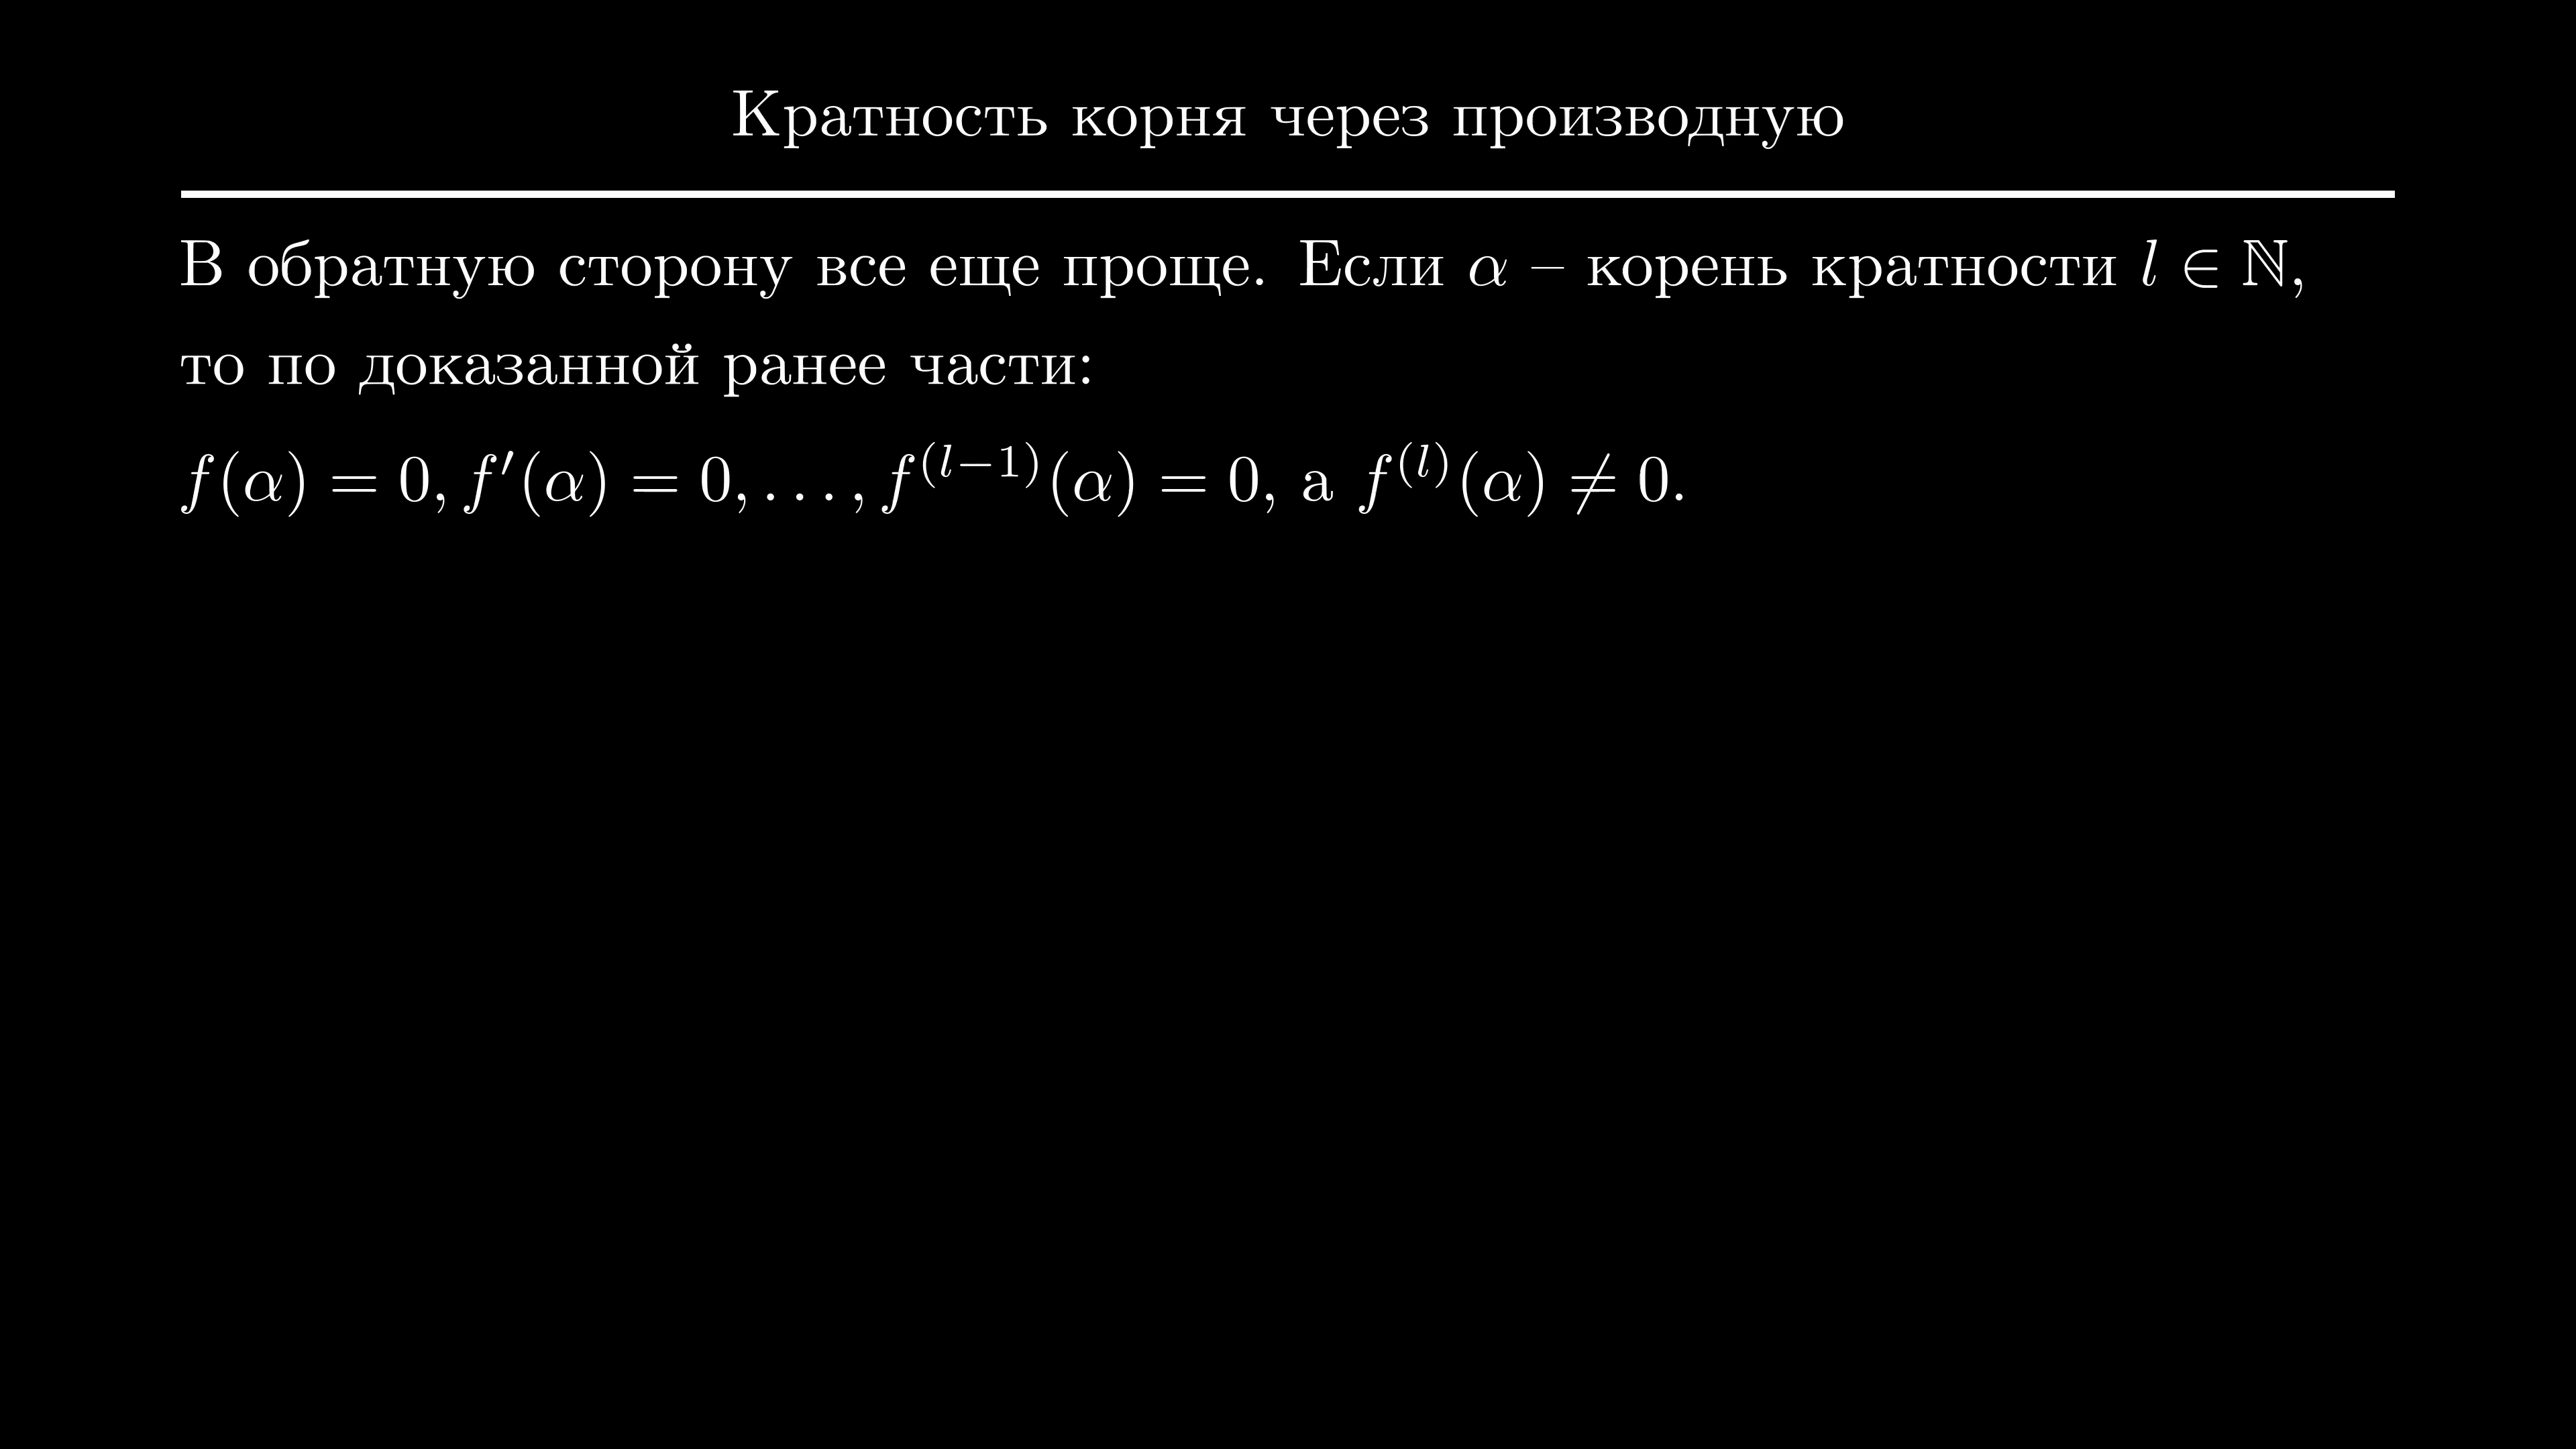 Кратность корня через производную
В обратную сторону все еще проще. Если α – корень кратности l ∈ ℕ,
то по доказанной ранее части:
f(α) = 0, f′(α) = 0, . . . , f^(l−1)(α) = 0, а f^(l)(α) ≠ 0.